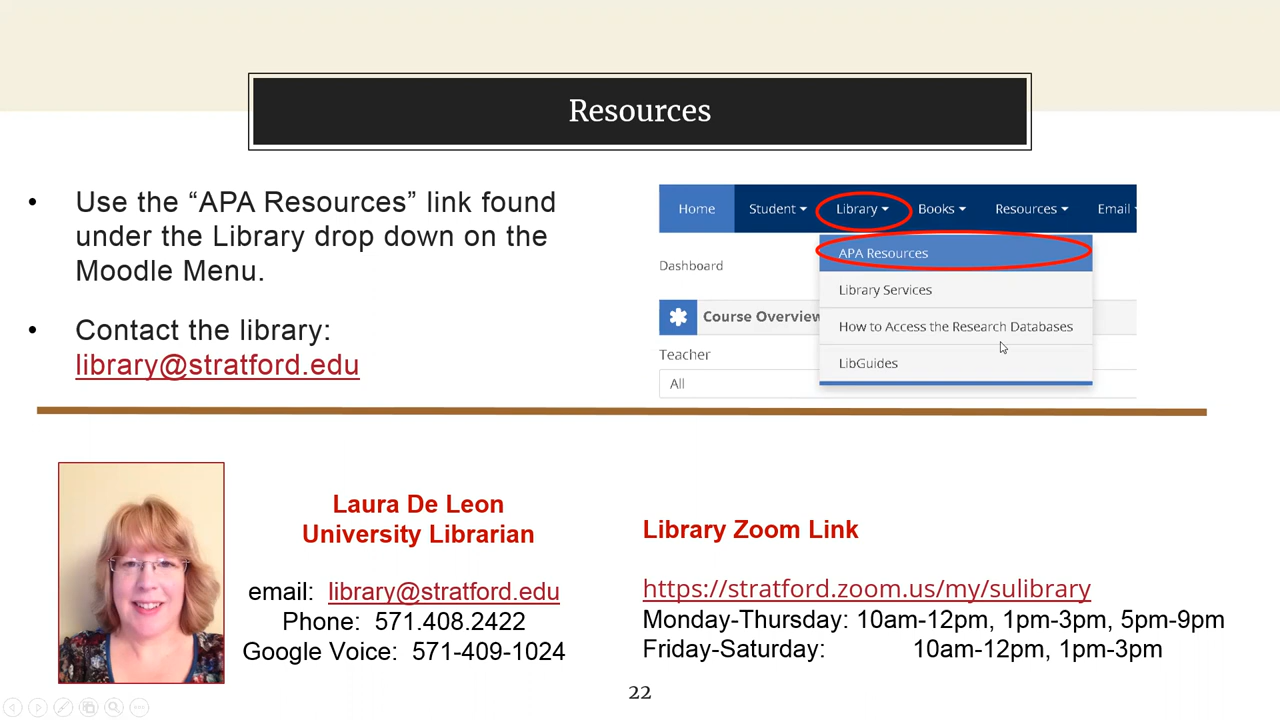 Resources
• Use the “APA Resources” link found
under the Library drop down on the
Moodle Menu.
• Contact the library:
library@stratford.edu
Home Student Library Books Resources Email
APA Resources
Dashboard
Library Services
Course Overview
How to Access the Research Databases
Teacher
LibGuides
All
Laura De Leon
University Librarian
email: library@stratford.edu
Phone: 571.408.2422
Google Voice: 571-409-1024
Library Zoom Link
https://stratford.zoom.us/my/sulibrary
Monday-Thursday: 10am-12pm, 1pm-3pm, 5pm-9pm
Friday-Saturday: 10am-12pm, 1pm-3pm
22